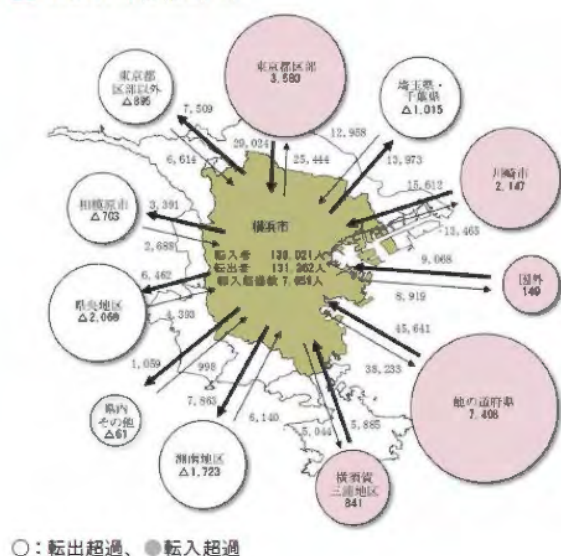 東京都
区部以外
△895
東京都区部
3,580
埼玉県・
千葉県
△1,015
7,509
6,614
29,024
25,444
12,958
13,973
川崎市
2,147
15,612
13,465
相模原市
△703
3,391
2,688
横浜市
転入者 139,021人
転出者 131,362人
転入超過数 7,659人
9,068
8,919
国外
149
県央地区
△2,069
6,462
4,393
45,641
38,233
他の道府県
7,408
1,059
998
県内
その他
△61
7,863
6,140
湘南地区
△1,723
5,044
5,885
横須賀
三浦地区
841
○：転出超過、●転入超過